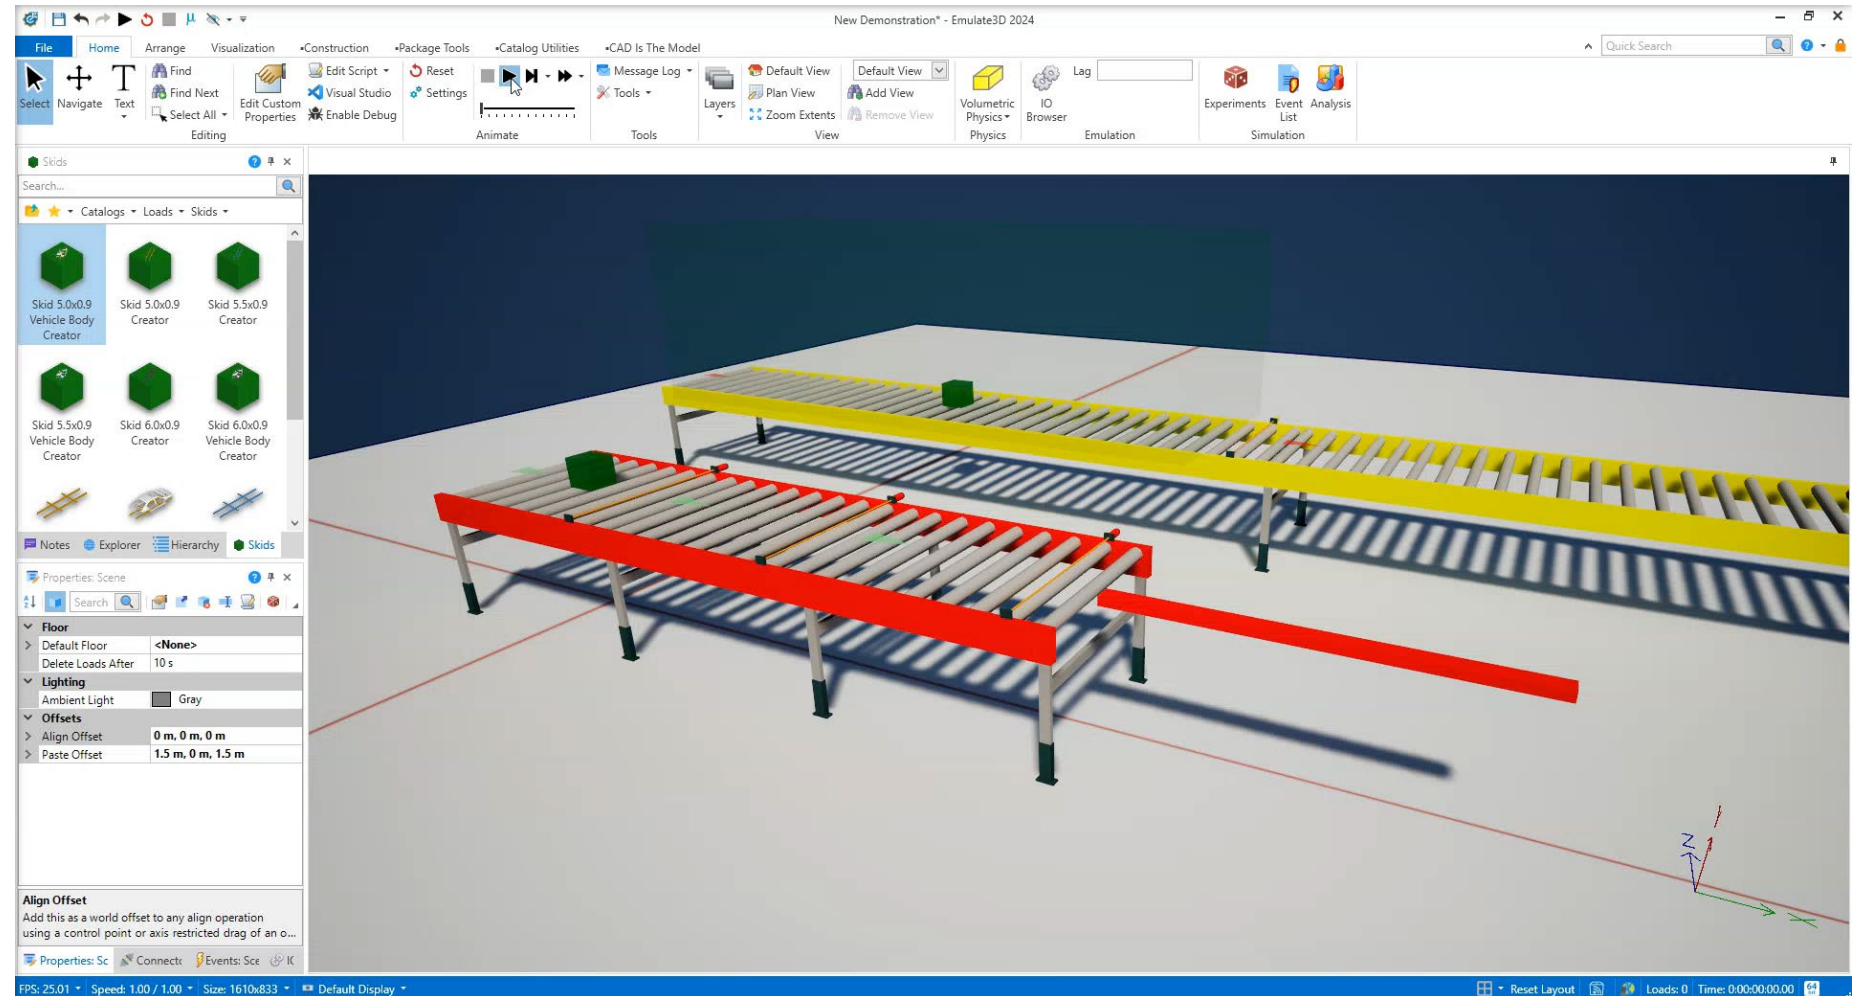 New Demonstration* - Emulate3D 2024
File Home Arrange Visualization •Construction •Package Tools •Catalog Utilities •CAD Is The Model Quick Search
Select
Navigate
Text
Find
Find Next
Select All
Edit Custom
Properties
Editing
Edit Script
Visual Studio
Enable Debug
Reset
Settings
Animate
Message Log
Tools
Tools
Layers
Default View
Plan View
Zoom Extents
Default View
Add View
Remove View
View
Volumetric
Physics
Physics
IO
Browser
Lag
Emulation
Experiments
Event
List
Analysis
Simulation
Skids
Search...
Catalogs Loads Skids
Skid 5.0x0.9
Vehicle Body
Creator
Skid 5.0x0.9
Creator
Skid 5.5x0.9
Creator
Skid 5.5x0.9
Vehicle Body
Creator
Skid 6.0x0.9
Creator
Skid 6.0x0.9
Vehicle Body
Creator
Notes Explorer Hierarchy Skids
Properties: Scene
Search
Floor
Default Floor <None>
Delete Loads After 10 s
Lighting
Ambient Light Gray
Offsets
Align Offset 0 m, 0 m, 0 m
Paste Offset 1.5 m, 0 m, 1.5 m
Align Offset
Add this as a world offset to any align operation
using a control point or axis restricted drag of an o...
Properties: Sc Connect Events: Sce
Z
X
FPS: 25.01 Speed: 1.00 / 1.00 Size: 1610x833 Default Display Reset Layout Loads: 0 Time: 0:00:00:00.00 64